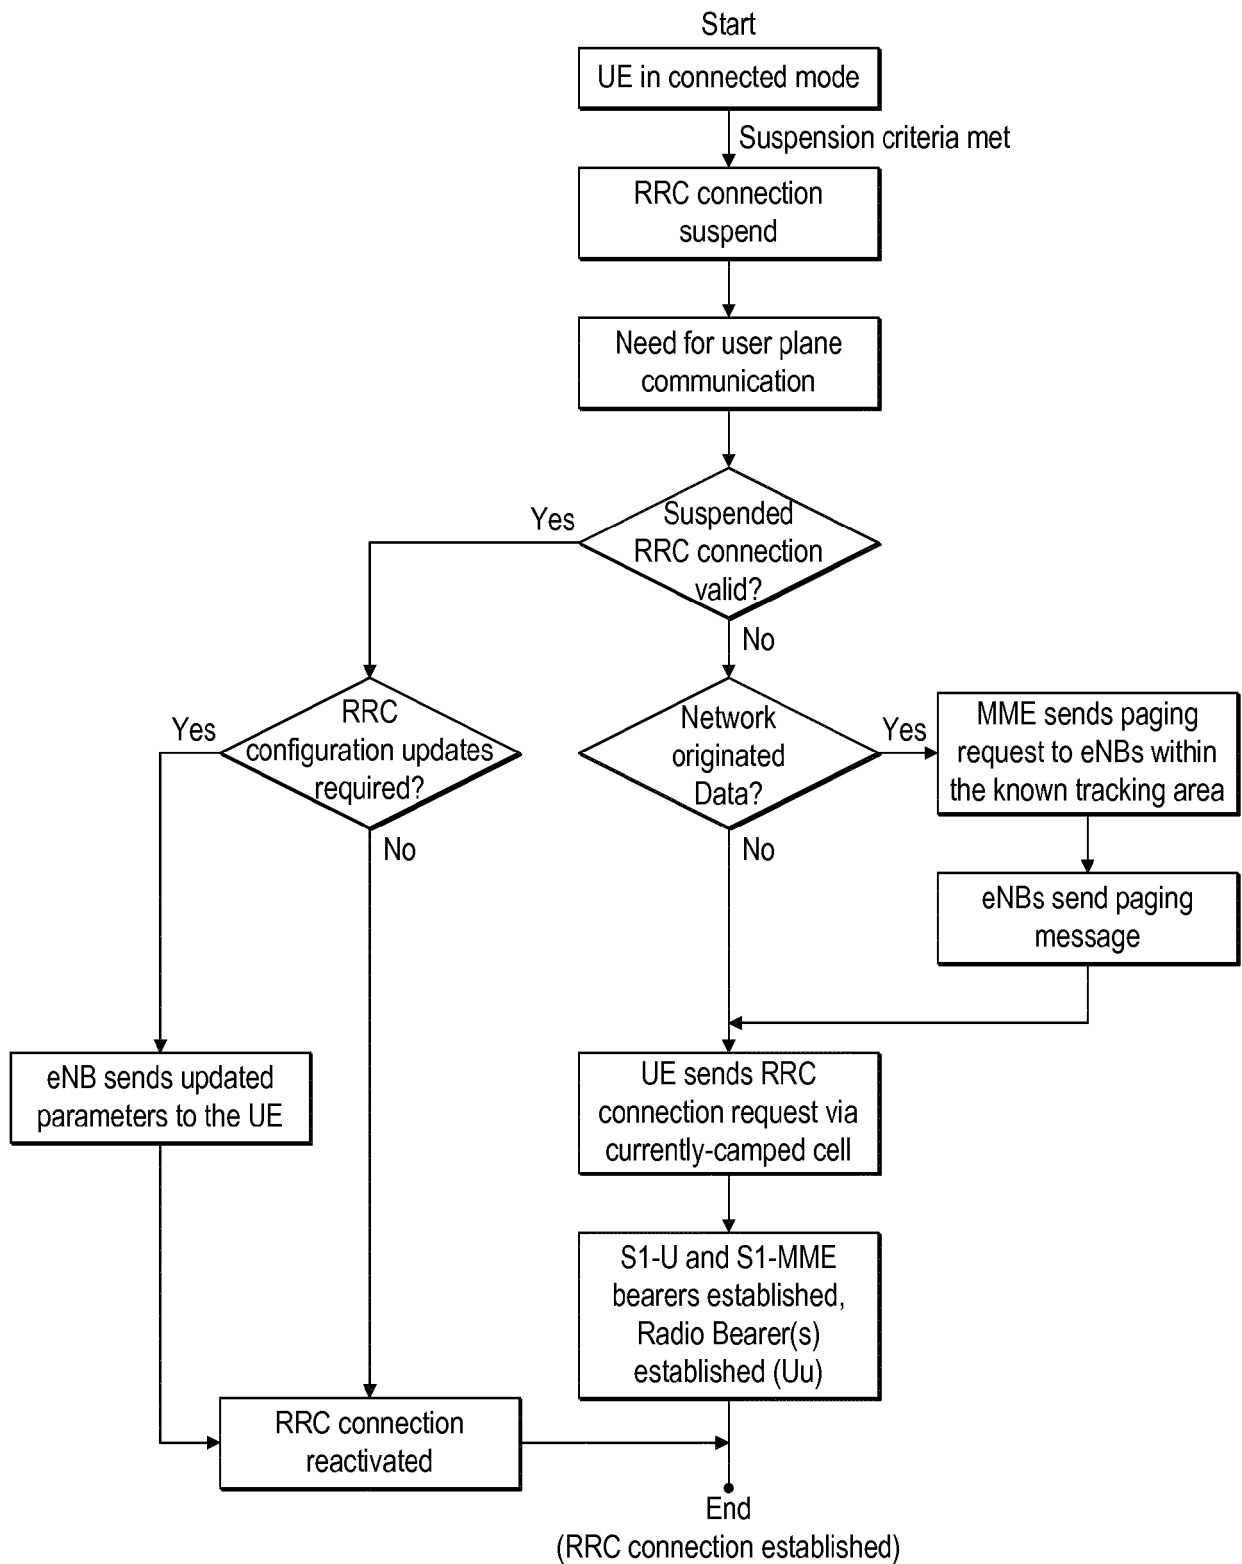 Start
UE in connected mode
Suspension criteria met
RRC connection
suspend
Need for user plane
communication
Yes
Suspended
RRC connection
valid?
No
Yes
RRC
configuration updates
required?
No
Network
originated
Data?
Yes
No
MME sends paging
request to eNBs within
the known tracking area
eNBs send paging
message
eNB sends updated
parameters to the UE
UE sends RRC
connection request via
currently-camped cell
S1-U and S1-MME
bearers established,
Radio Bearer(s)
established (Uu)
RRC connection
reactivated
End
(RRC connection established)